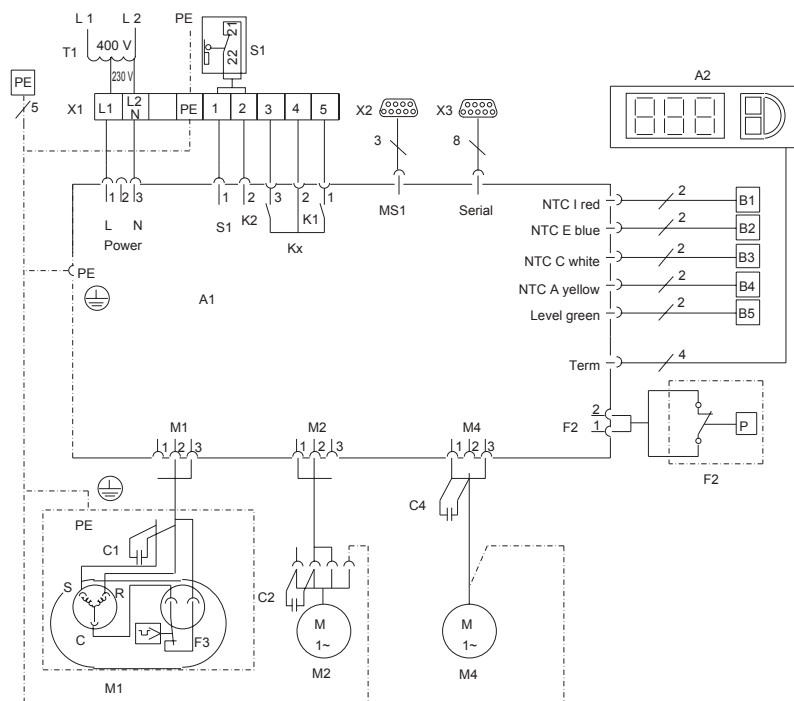 L 1 L 2 PE
T1 400 V
230 V
21
22
S1
A2
PE
5
X1 L1 L2 N PE 1 2 3 4 5
X2 X3
3 8
1 2 3 1 2 3 2 1
L N
Power
S1 K2 K1
Kx
MS1 Serial
NTC I red 2 B1
NTC E blue 2 B2
NTC C white 2 B3
NTC A yellow 2 B4
Level green 2 B5
PE
A1
Term 4
F2 2
1
P
F2
M1 M2 M4
1 2 3 1 2 3 1 2 3
PE
C1
C4
S R
C2
C F3
M
1~
M
1~
M1 M2 M4